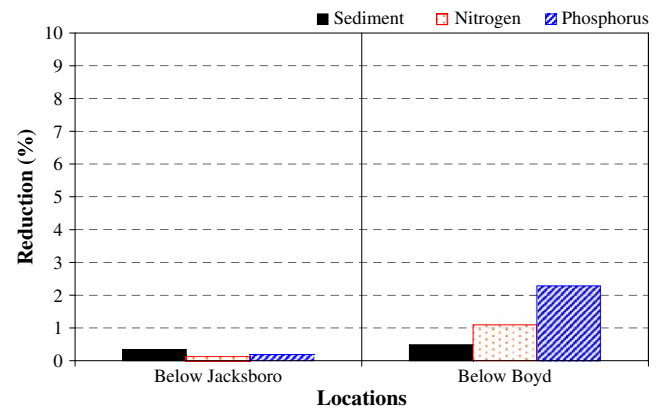 Sediment Nitrogen Phosphorus
10
9
8
7
6
5
4
3
2
1
0
Reduction (%)
Below Jacksboro Below Boyd
Locations